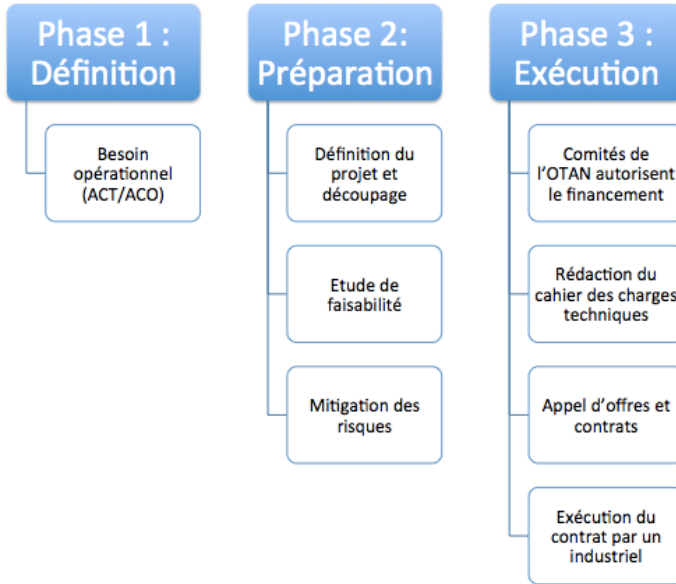 Phase 1 :
Définition
Besoin
opérationnel
(ACT/ACO)
Phase 2:
Préparation
Définition du
projet et
découpage
Etude de
faisabilité
Mitigation des
risques
Phase 3 :
Exécution
Comités de
l'OTAN autorisent
le financement
Rédaction du
cahier des charges
techniques
Appel d'offres et
contrats
Exécution du
contrat par un
industriel